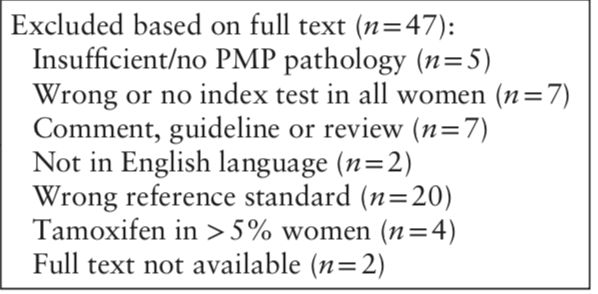 Excluded based on full text (n=47):
Insufficient/no PMP pathology (n=5)
Wrong or no index test in all women (n=7)
Comment, guideline or review (n=7)
Not in English language (n=2)
Wrong reference standard (n=20)
Tamoxifen in >5% women (n=4)
Full text not available (n=2)